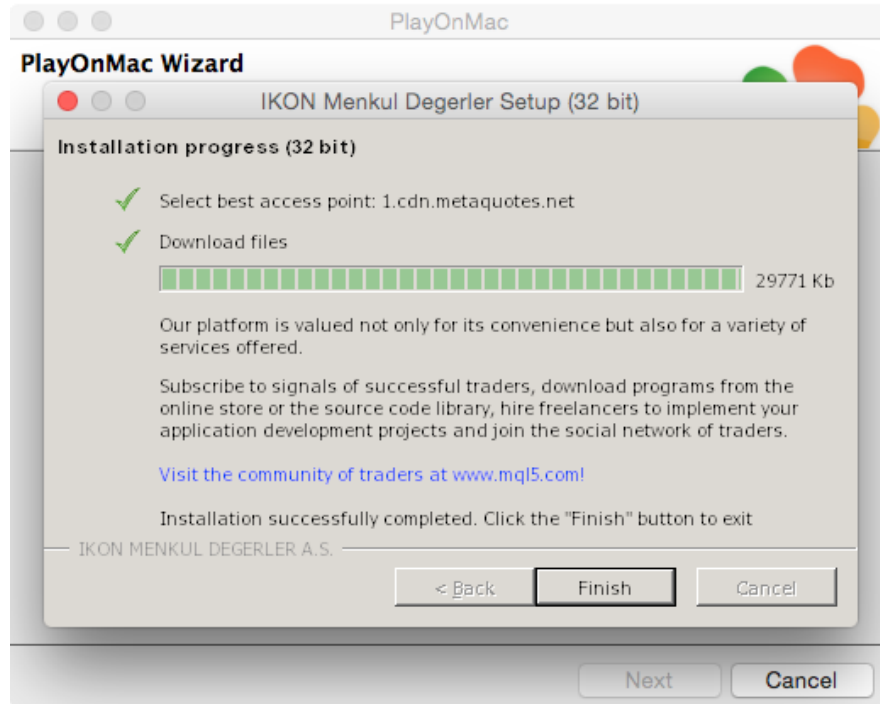 PlayOnMac
PlayOnMac Wizard
IKON Menkul Degerler Setup (32 bit)
Installation progress (32 bit)
Select best access point: 1.cdn.metaquotes.net
Download files
29771 Kb
Our platform is valued not only for its convenience but also for a variety of
services offered.
Subscribe to signals of successful traders, download programs from the
online store or the source code library, hire freelancers to implement your
application development projects and join the social network of traders.
Visit the community of traders at www.mql5.com!
Installation successfully completed. Click the "Finish" button to exit
IKON MENKUL DEGERLER A.S.
< Back Finish Cancel
Next Cancel